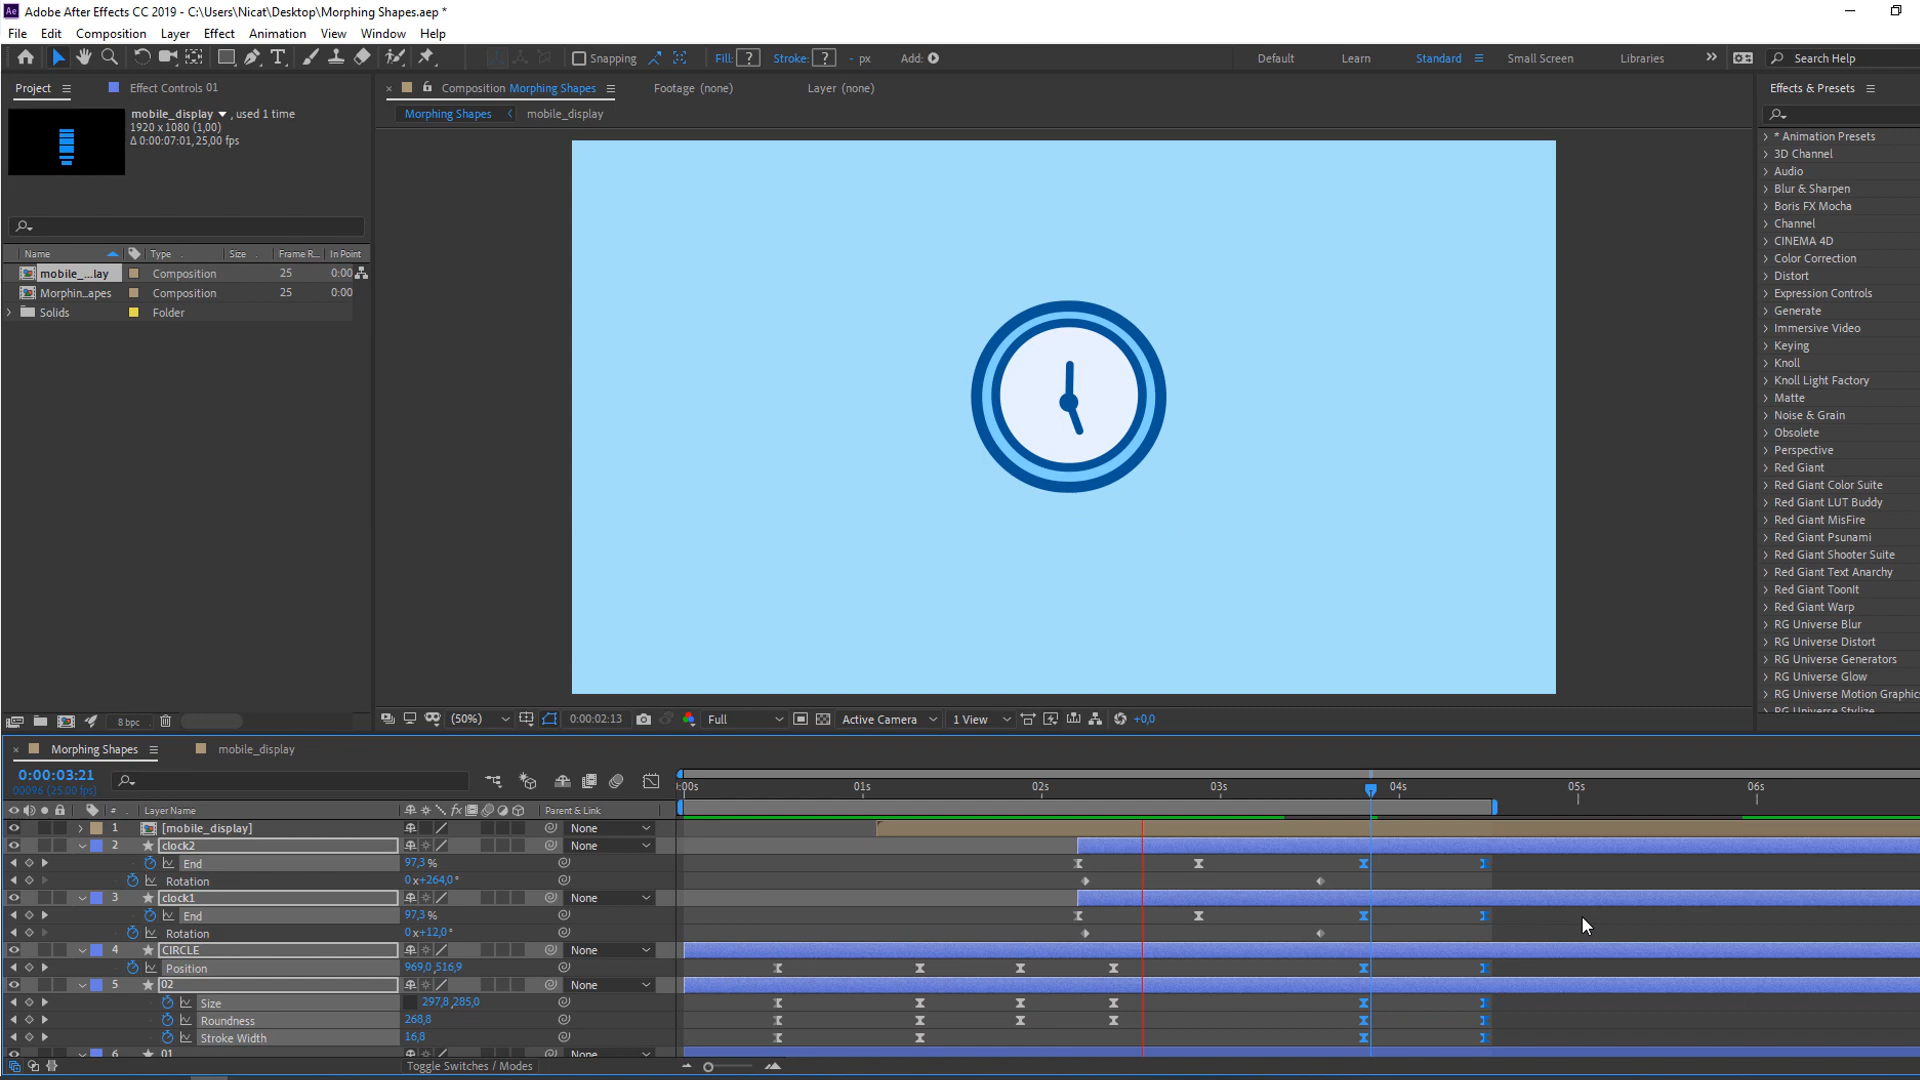 Ae Adobe After Effects CC 2019 - C:\Users\Nicat\Desktop\Morphing Shapes.aep *
File Edit Composition Layer Effect Animation View Window Help
Snapping Fill: ? Stroke: ? - px Add: Default Learn Standard Small Screen Libraries Search Help
Project Effect Controls 01
Composition Morphing Shapes Footage (none) Layer (none)
Effects & Presets
Morphing Shapes mobile_display
mobile_display , used 1 time
1920 x 1080 (1,00)
Δ 0:00:07:01, 25,00 fps
Name Type Size Frame R... In Point
mobile_...lay Composition 25 0:00
Morphin...apes Composition 25 0:00
Solids Folder
* Animation Presets
3D Channel
Audio
Blur & Sharpen
Boris FX Mocha
Channel
CINEMA 4D
Color Correction
Distort
Expression Controls
Generate
Immersive Video
Keying
Knoll
Knoll Light Factory
Matte
Noise & Grain
Obsolete
Perspective
Red Giant
Red Giant Color Suite
Red Giant LUT Buddy
Red Giant MisFire
Red Giant Psunami
Red Giant Shooter Suite
Red Giant Text Anarchy
Red Giant ToonIt
Red Giant Warp
RG Universe Blur
RG Universe Distort
RG Universe Generators
RG Universe Glow
RG Universe Motion Graphics
RG Universe Stylize
8 bpc (50%) 0:00:02:13 Full Active Camera 1 View +0,0
Morphing Shapes mobile_display
0:00:03:21
00096 (25.00 fps)
:00s 01s 02s 03s 04s 05s 06s
# Layer Name fx Parent & Link
1 [mobile_display] None
2 clock2 None
End 97,3 %
Rotation 0 x +264,0 °
3 clock1 None
End 97,3 %
Rotation 0 x +12,0 °
4 CIRCLE None
Position 969,0 ,516,9
5 02 None
Size 297,8 ,285,0
Roundness 268,8
Stroke Width 16,8
6 01 None
Toggle Switches / Modes